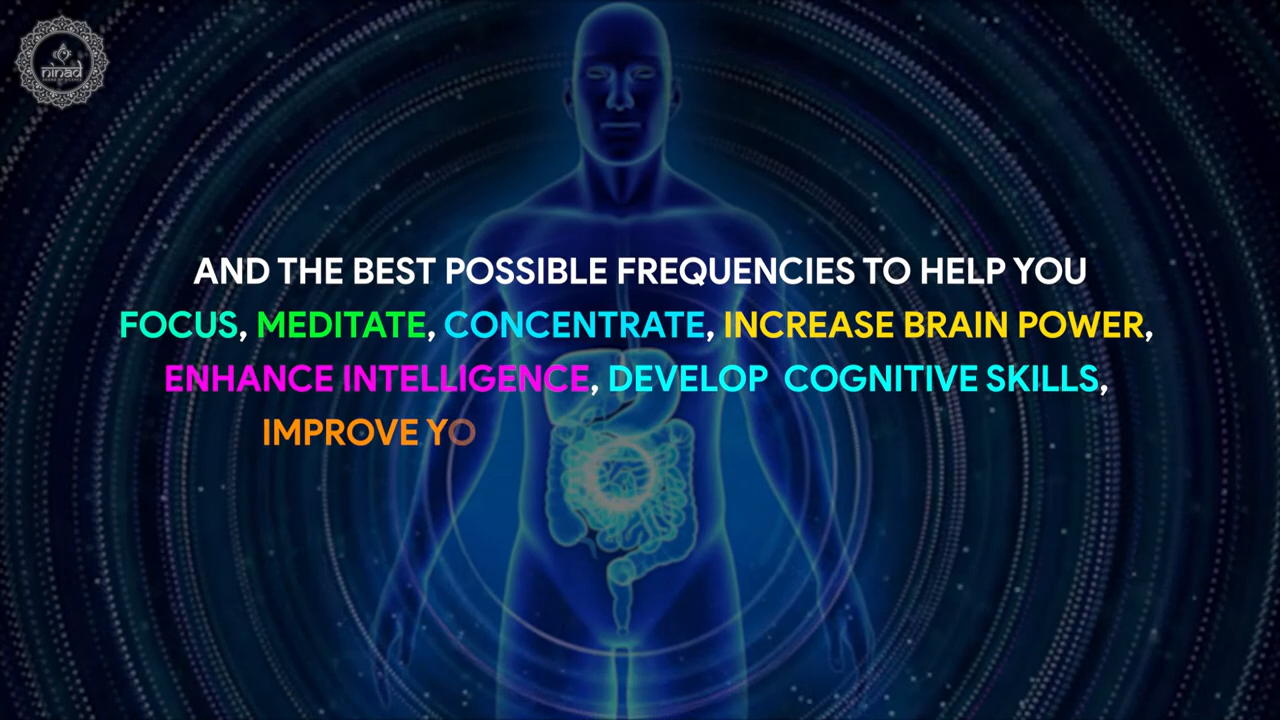 ninad
AND THE BEST POSSIBLE FREQUENCIES TO HELP YOU
FOCUS, MEDITATE, CONCENTRATE, INCREASE BRAIN POWER,
ENHANCE INTELLIGENCE, DEVELOP COGNITIVE SKILLS,
IMPROVE YO